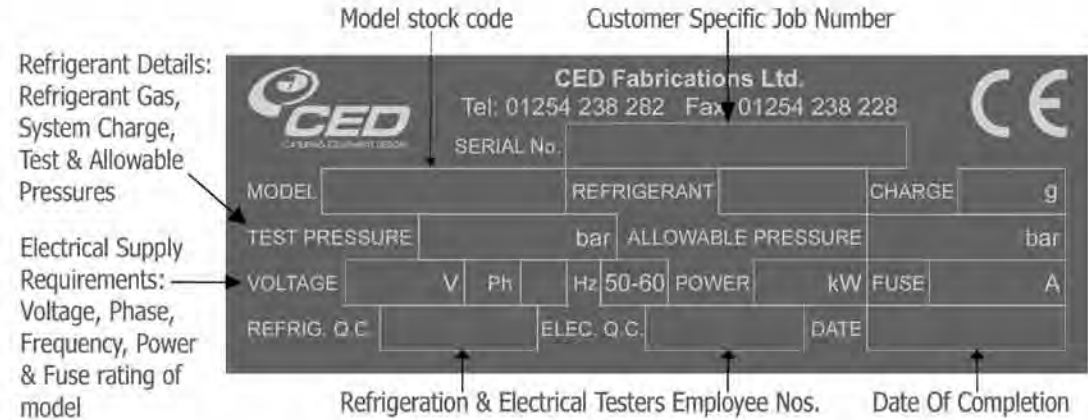 Model stock code
Customer Specific Job Number
Refrigerant Details:
Refrigerant Gas,
System Charge,
Test & Allowable
Pressures
Electrical Supply
Requirements:
Voltage, Phase,
Frequency, Power
& Fuse rating of
model
CED
CATERING EQUIPMENT DESIGN
CED Fabrications Ltd.
Tel: 01254 238 282 Fax: 01254 238 228
CE
SERIAL No.
MODEL REFRIGERANT CHARGE g
TEST PRESSURE bar ALLOWABLE PRESSURE bar
VOLTAGE V Ph Hz 50-60 POWER kW FUSE A
REFRIG. Q.C. ELEC. Q.C. DATE
Refrigeration & Electrical Testers Employee Nos.
Date Of Completion